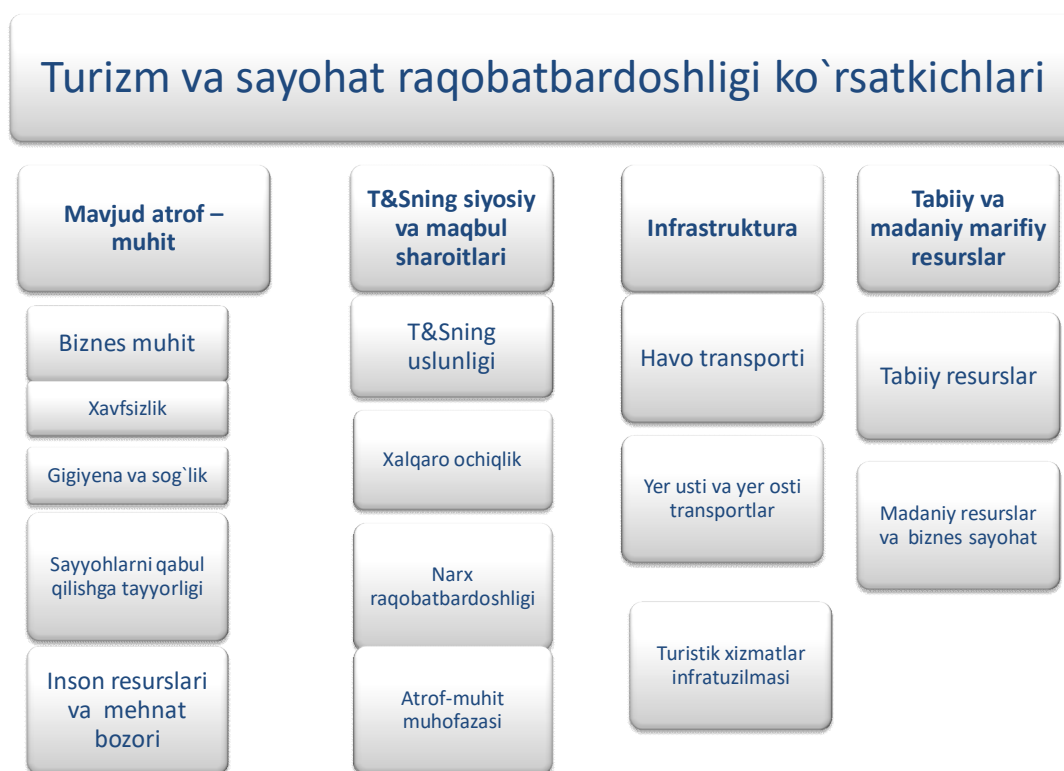 Turizm va sayohat raqobatbardoshligi ko`rsatkichlari
Mavjud atrof –
muhit
Biznes muhit
Xavfsizlik
Gigiyena va sog`lik
Sayyohlarni qabul
qilishga tayyorligi
Inson resurslari
va mehnat
bozori
T&Sning siyosiy
va maqbul
sharoitlari
T&Sning
uslunligi
Xalqaro ochiqlik
Narx
raqobatbardoshligi
Atrof-muhit
muhofazasi
Infrastruktura
Havo transporti
Yer usti va yer osti
transportlar
Turistik xizmatlar
infratuzilmasi
Tabiiy va
madaniy marifiy
resurslar
Tabiiy resurslar
Madaniy resurslar
va biznes sayohat